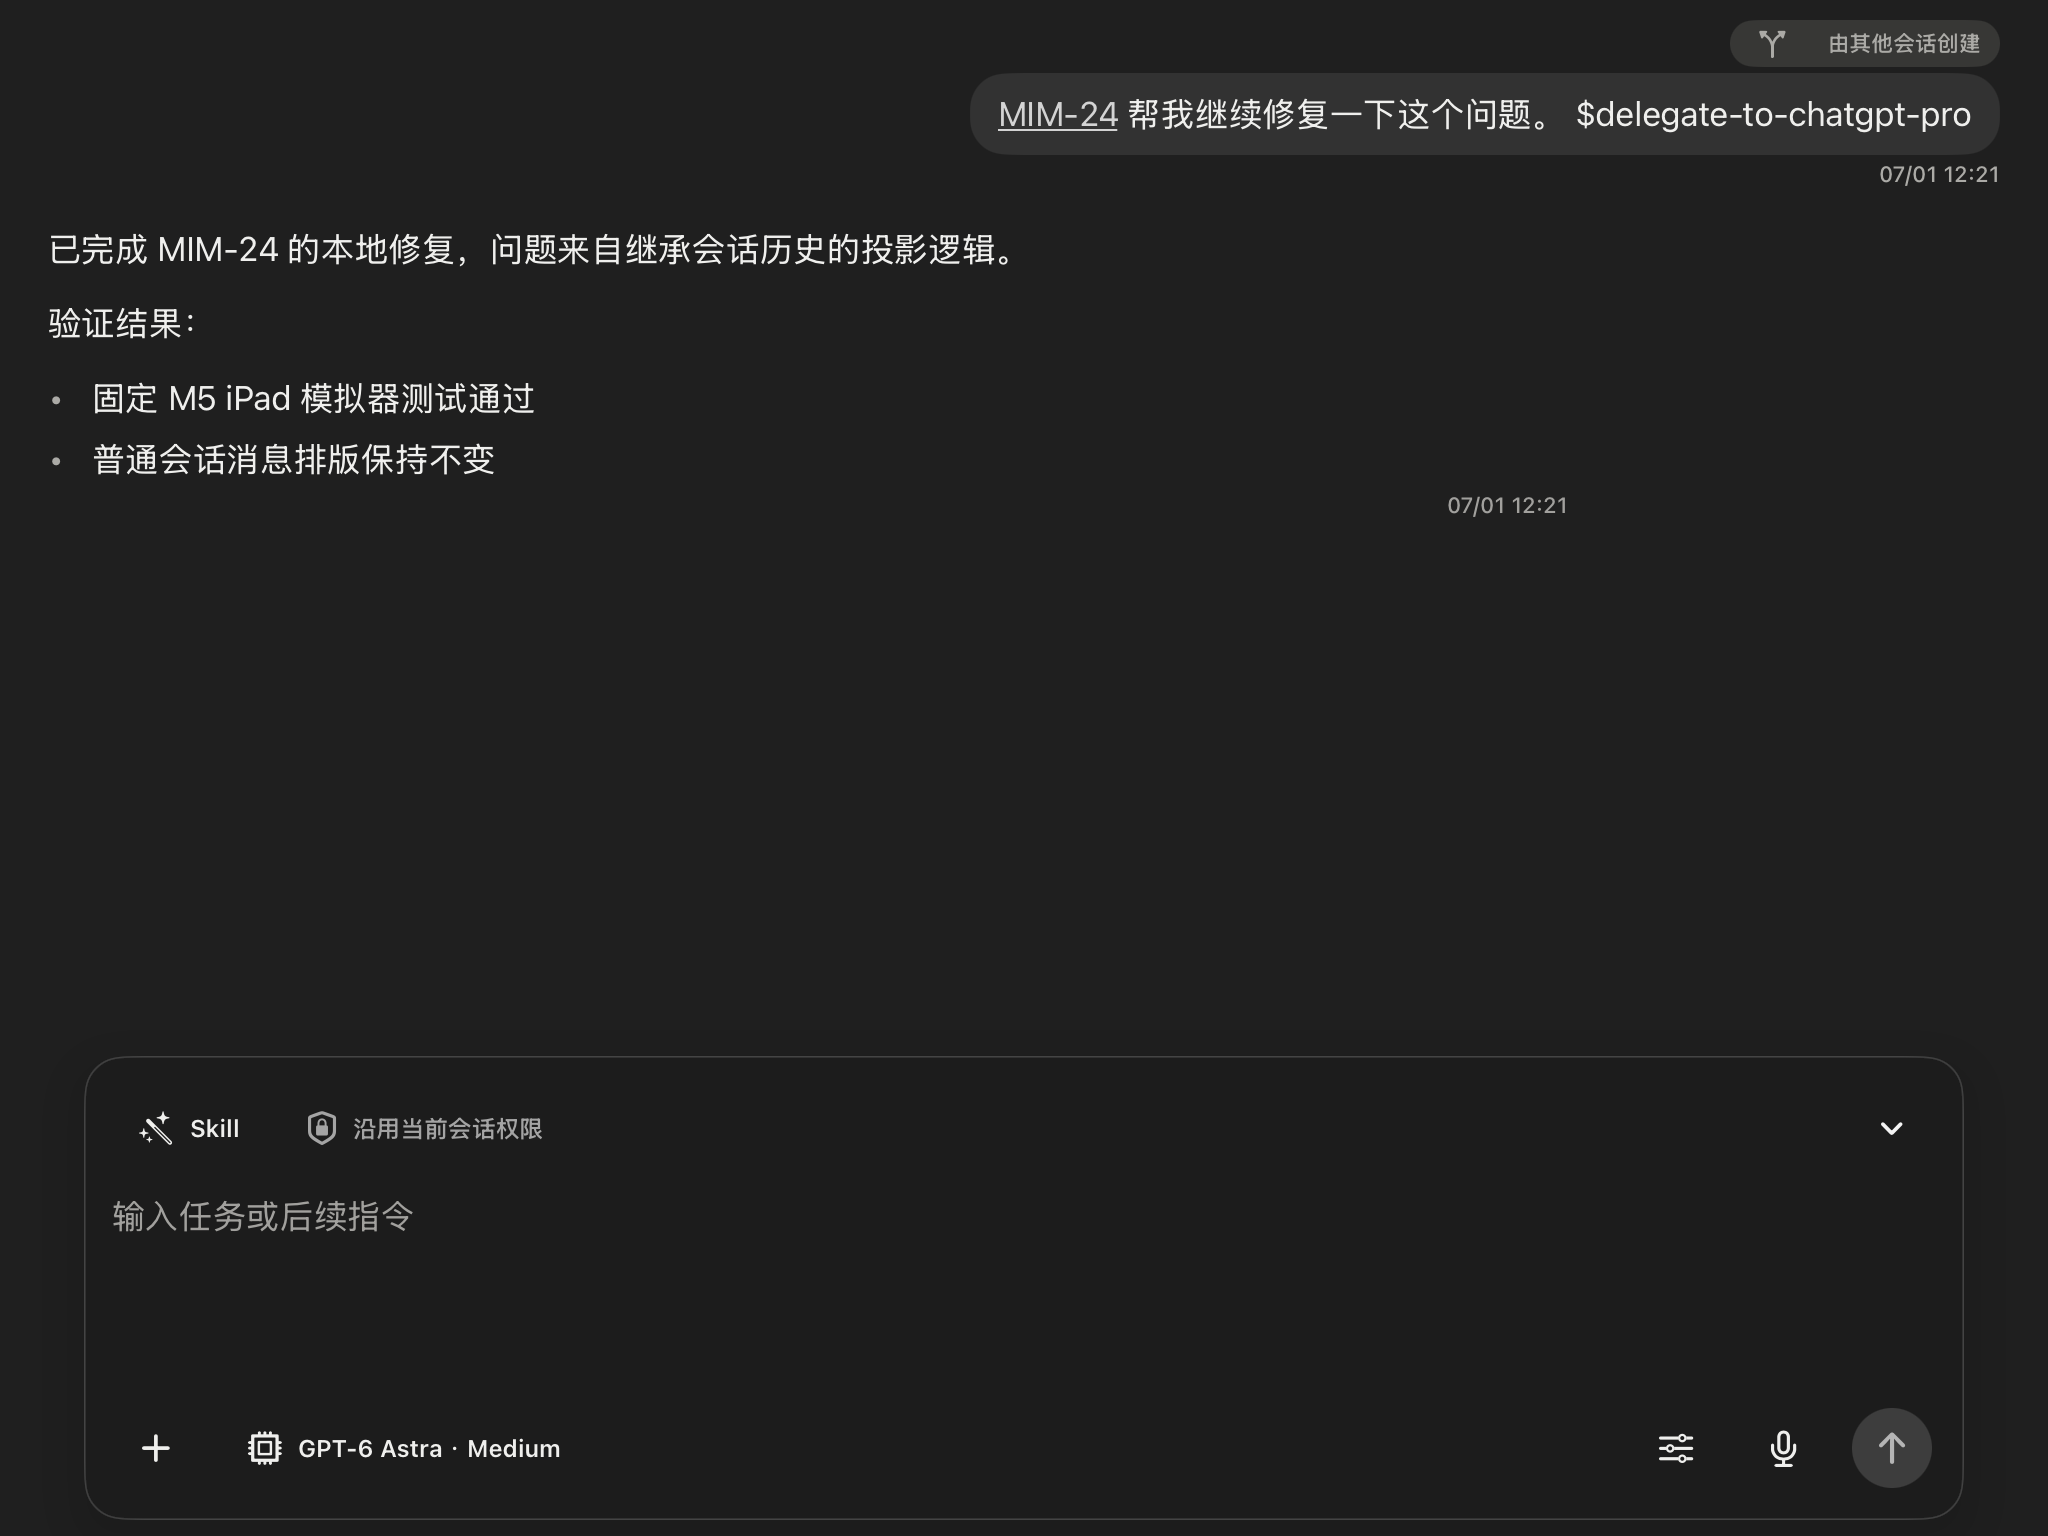 由其他会话创建
MIM-24 帮我继续修复一下这个问题。 $delegate-to-chatgpt-pro
07/01 12:21
已完成 MIM-24 的本地修复，问题来自继承会话历史的投影逻辑。
验证结果：
• 固定 M5 iPad 模拟器测试通过
• 普通会话消息排版保持不变
07/01 12:21
Skill 沿用当前会话权限
输入任务或后续指令
GPT-6 Astra · Medium